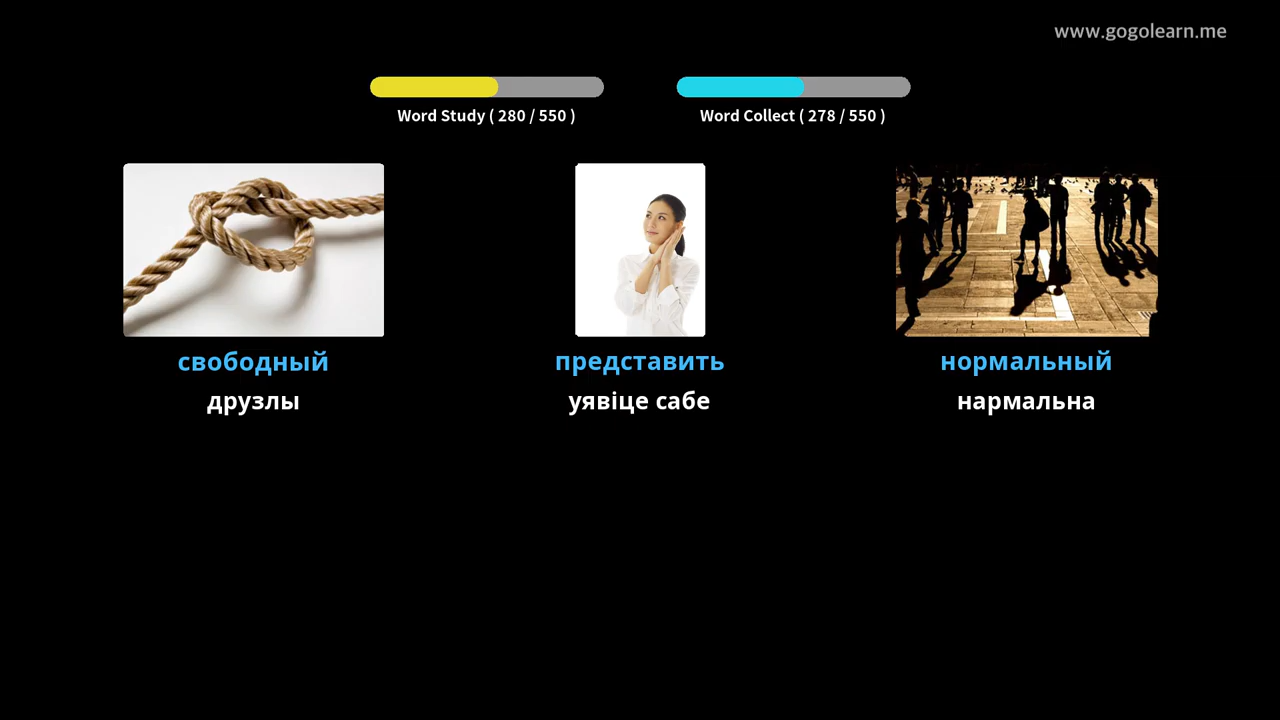 www.gogolearn.me
Word Study ( 280 / 550 )
Word Collect ( 278 / 550 )
свободный
друзлы
представить
уявіце сабе
нормальный
нармальна